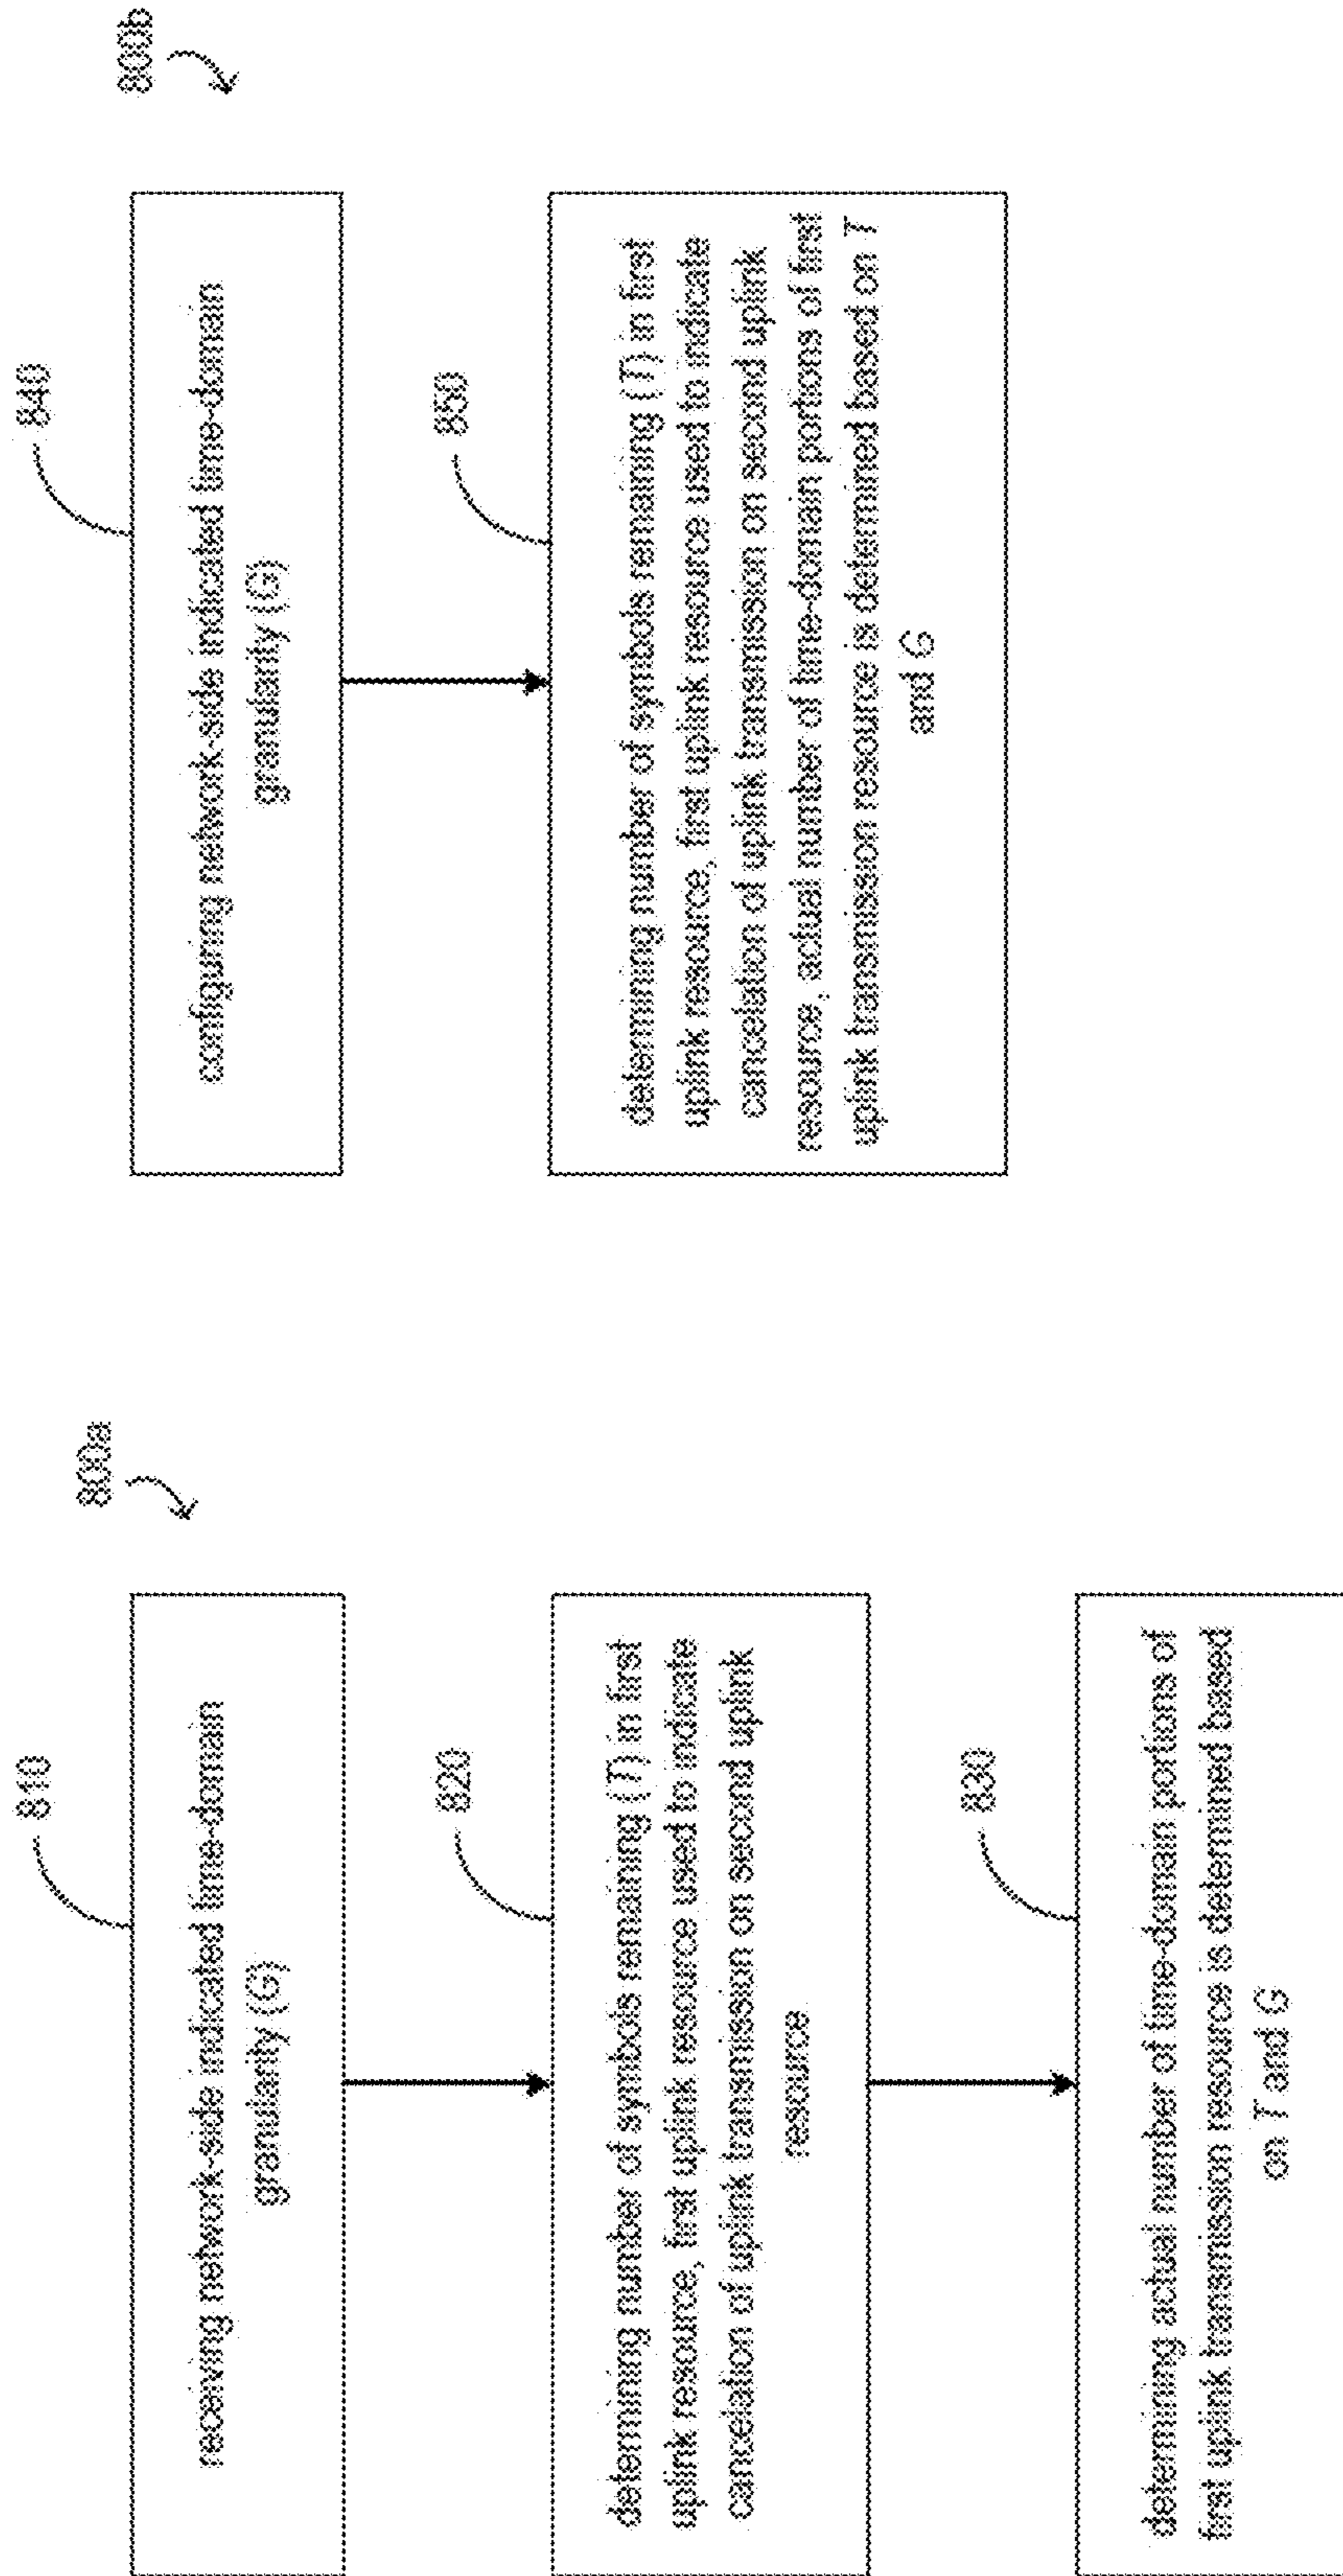 800a
810
receiving network-side indicated time-domain
granularity (G)
820
determining number of symbols remaining (T) in first
uplink resource, first uplink resource used to indicate
cancelation of uplink transmission on second uplink
resource
830
determining actual number of time-domain portions of
first uplink transmission resource is determined based
on T and G
800b
840
configuring network-side indicated time-domain
granularity (G)
850
determining number of symbols remaining (T) in first
uplink resource, first uplink resource used to indicate
cancelation of uplink transmission on second uplink
resource, actual number of time-domain portions of first
uplink transmission resource is determined based on T
and G